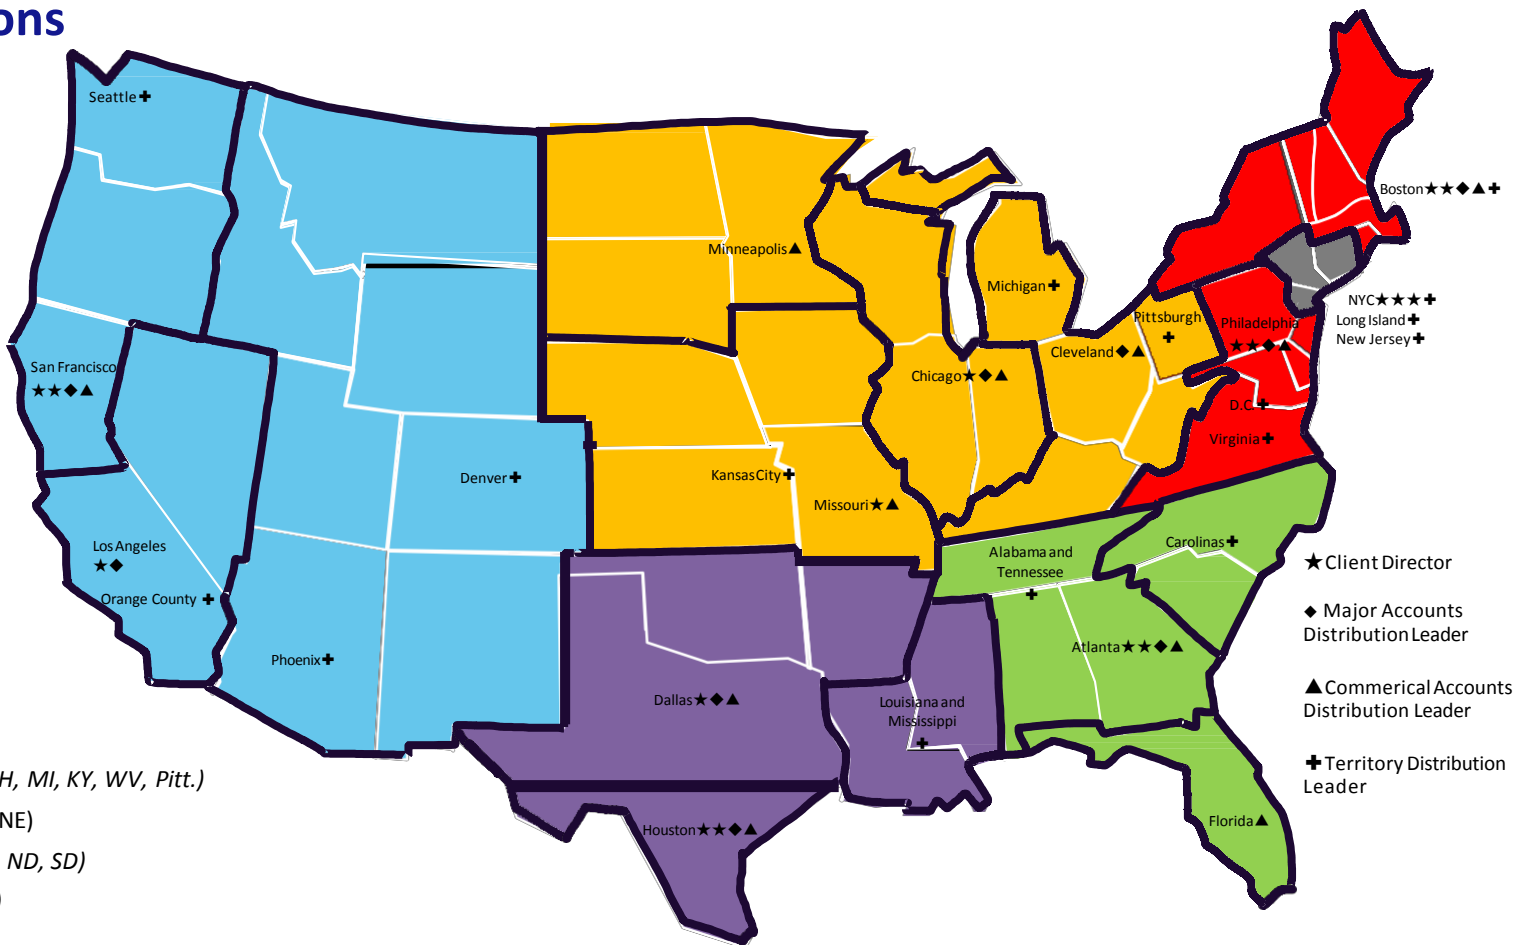 ons
Seattle✚
Boston★★◆▲✚
Minneapolis▲
Michigan✚
NYC★★★✚
Long Island✚
New Jersey✚
Pittsburgh
✚
Philadelphia
★★◆▲
Cleveland◆▲
San Francisco
★★◆▲
Chicago★◆▲
D.C.✚
Virginia✚
Denver✚
Kansas City✚
Missouri★▲
Los Angeles
★◆
Orange County ✚
Alabama and
Tennessee
✚
Carolinas✚
★Client Director
◆ Major Accounts
Distribution Leader
Phoenix✚
Atlanta★★◆▲
Dallas★◆▲
Louisiana and
Mississippi
✚
▲Commerical Accounts
Distribution Leader
✚Territory Distribution
Leader
H, MI, KY, WV, Pitt.)
NE)
Houston★★◆▲
Florida▲
ND, SD)
)